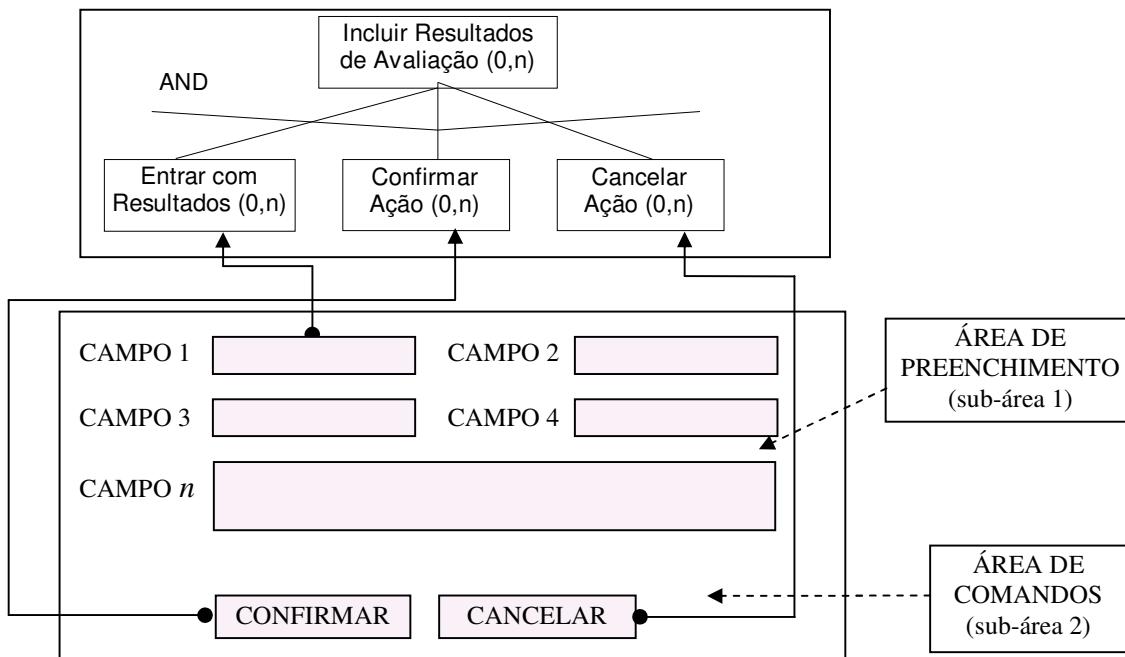 Incluir Resultados
de Avaliação (0,n)
AND
Entrar com
Resultados (0,n)
Confirmar
Ação (0,n)
Cancelar
Ação (0,n)
CAMPO 1
CAMPO 2
CAMPO 3
CAMPO 4
CAMPO n
CONFIRMAR
CANCELAR
ÁREA DE
PREENCHIMENTO
(sub-área 1)
ÁREA DE
COMANDOS
(sub-área 2)